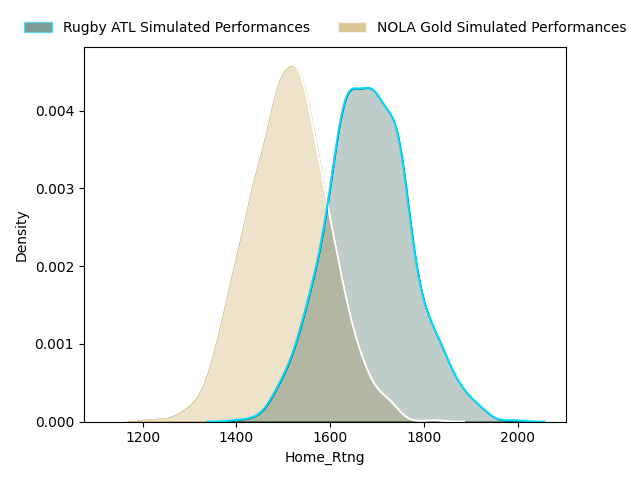 Rugby ATL Simulated Performances NOLA Gold Simulated Performances
0.004
0.003
0.002
0.001
0.000
Density
1200 1400 1600 1800 2000
Home_Rtng